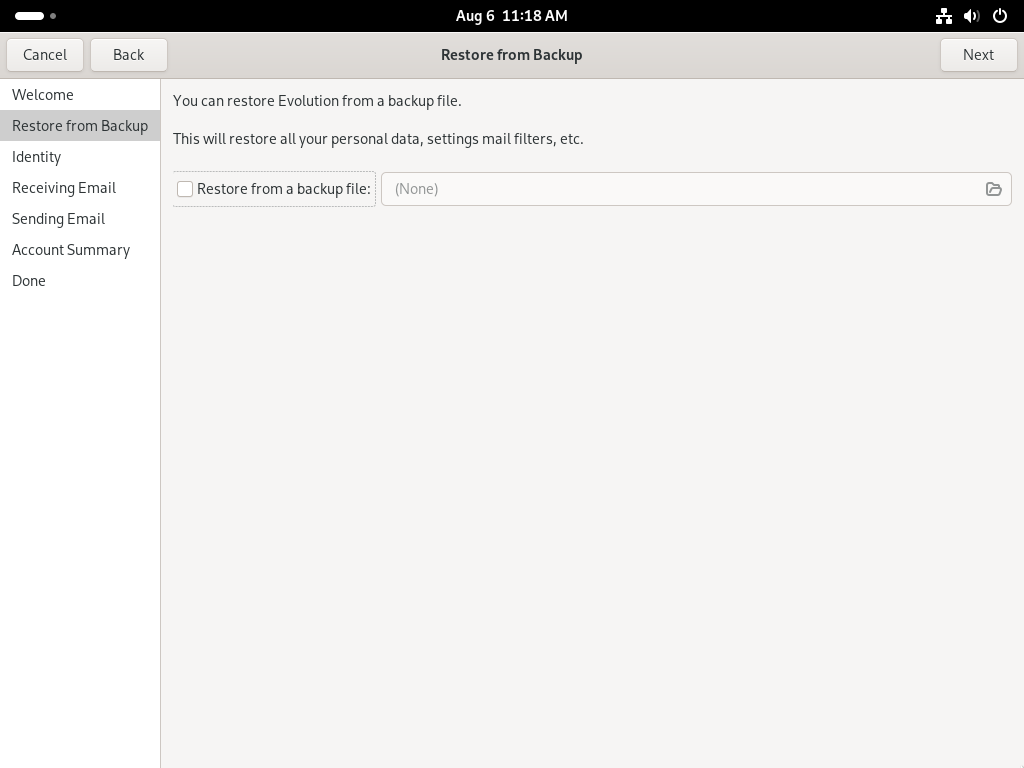 Aug 6 11:18 AM
Cancel
Back
Restore from Backup
Next
Welcome
Restore from Backup
Identity
Receiving Email
Sending Email
Account Summary
Done
You can restore Evolution from a backup file.
This will restore all your personal data, settings mail filters, etc.
Restore from a backup file:
(None)